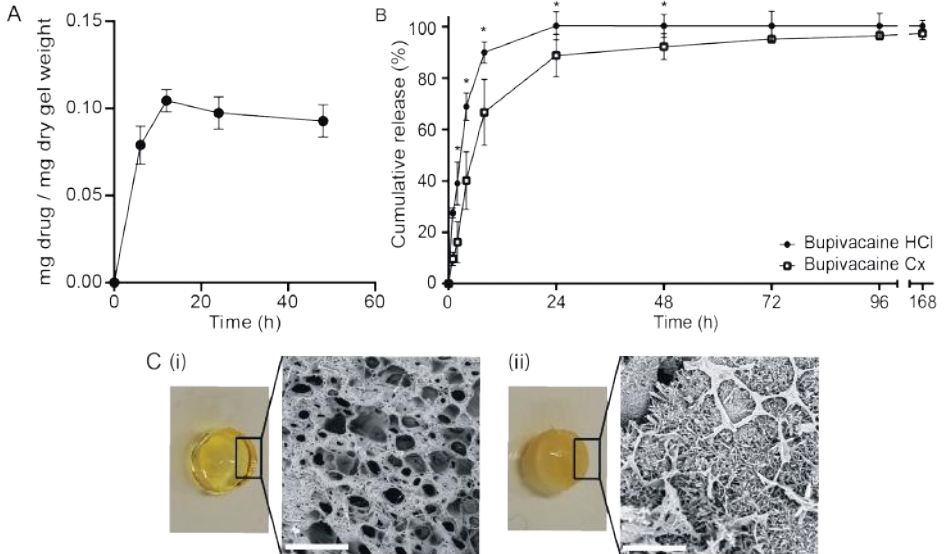 A
mg drug / mg dry gel weight
0.15
0.10
0.05
0.00
0 20 40 60
Time (h)
B
Cumulative release (%)
100
80
60
40
20
0
* * * * *
Bupivacaine HCl
Bupivacaine Cx
0 24 48 72 96 168
Time (h)
C (i)
(ii)